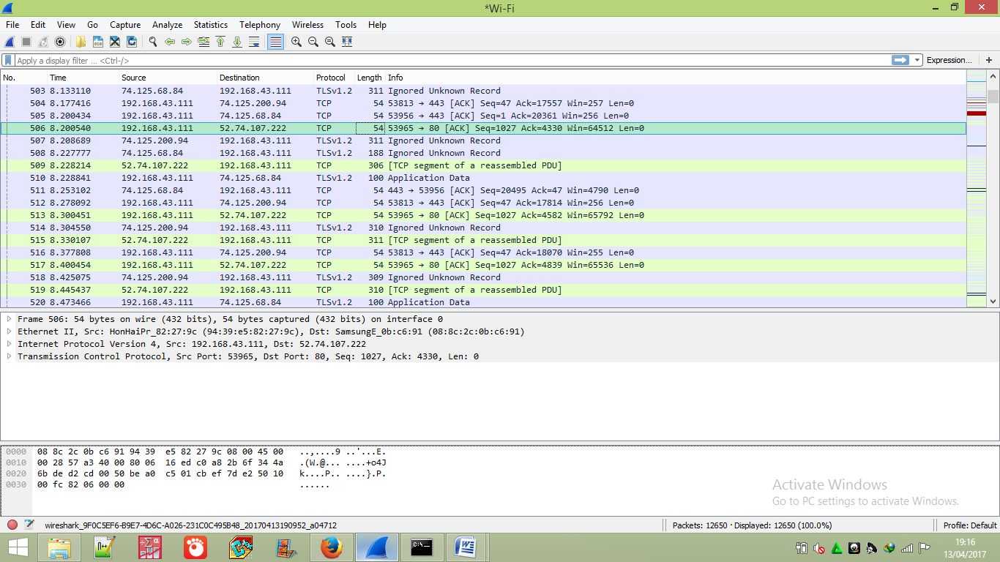 *Wi-Fi
File Edit View Go Capture Analyze Statistics Telephony Wireless Tools Help
Apply a display filter ... <Ctrl-/> Expression... +
No. Time Source Destination Protocol Length Info
503 8.133110 74.125.68.84 192.168.43.111 TLSv1.2 311 Ignored Unknown Record
504 8.177416 192.168.43.111 74.125.200.94 TCP 54 53813 → 443 [ACK] Seq=47 Ack=17557 Win=257 Len=0
505 8.200434 192.168.43.111 74.125.68.84 TCP 54 53956 → 443 [ACK] Seq=1 Ack=20361 Win=256 Len=0
506 8.200540 192.168.43.111 52.74.107.222 TCP 54 53965 → 80 [ACK] Seq=1027 Ack=4330 Win=64512 Len=0
507 8.208689 74.125.200.94 192.168.43.111 TLSv1.2 311 Ignored Unknown Record
508 8.227777 74.125.68.84 192.168.43.111 TLSv1.2 188 Ignored Unknown Record
509 8.228214 52.74.107.222 192.168.43.111 TCP 306 [TCP segment of a reassembled PDU]
510 8.228841 192.168.43.111 74.125.68.84 TLSv1.2 100 Application Data
511 8.253102 74.125.68.84 192.168.43.111 TCP 54 443 → 53956 [ACK] Seq=20495 Ack=47 Win=4790 Len=0
512 8.278092 192.168.43.111 74.125.200.94 TCP 54 53813 → 443 [ACK] Seq=47 Ack=17814 Win=256 Len=0
513 8.300451 192.168.43.111 52.74.107.222 TCP 54 53965 → 80 [ACK] Seq=1027 Ack=4582 Win=65792 Len=0
514 8.304550 74.125.200.94 192.168.43.111 TLSv1.2 310 Ignored Unknown Record
515 8.330107 52.74.107.222 192.168.43.111 TCP 311 [TCP segment of a reassembled PDU]
516 8.377808 192.168.43.111 74.125.200.94 TCP 54 53813 → 443 [ACK] Seq=47 Ack=18070 Win=255 Len=0
517 8.400454 192.168.43.111 52.74.107.222 TCP 54 53965 → 80 [ACK] Seq=1027 Ack=4839 Win=65536 Len=0
518 8.425075 74.125.200.94 192.168.43.111 TLSv1.2 309 Ignored Unknown Record
519 8.445437 52.74.107.222 192.168.43.111 TCP 310 [TCP segment of a reassembled PDU]
520 8.473466 192.168.43.111 74.125.68.84 TLSv1.2 100 Application Data
Frame 506: 54 bytes on wire (432 bits), 54 bytes captured (432 bits) on interface 0
Ethernet II, Src: HonHaiPr_82:27:9c (94:39:e5:82:27:9c), Dst: SamsungE_0b:c6:91 (08:8c:2c:0b:c6:91)
Internet Protocol Version 4, Src: 192.168.43.111, Dst: 52.74.107.222
Transmission Control Protocol, Src Port: 53965, Dst Port: 80, Seq: 1027, Ack: 4330, Len: 0
0000 08 8c 2c 0b c6 91 94 39 e5 82 27 9c 08 00 45 00 ..,....9 ..'...E.
0010 00 28 57 a3 40 00 80 06 16 ed c0 a8 2b 6f 34 4a .(W.@... ....+o4J
0020 6b de d2 cd 00 50 be a0 c5 01 cb ef 7d e2 50 10 k....P.. ....}.P.
0030 00 fc 82 06 00 00 ......
Activate Windows
Go to PC settings to activate Windows.
wireshark_9F0C5EF6-B9E7-4D6C-A026-231C0C495B48_20170413190952_a04712 Packets: 12650 · Displayed: 12650 (100.0%) Profile: Default
19:16
13/04/2017